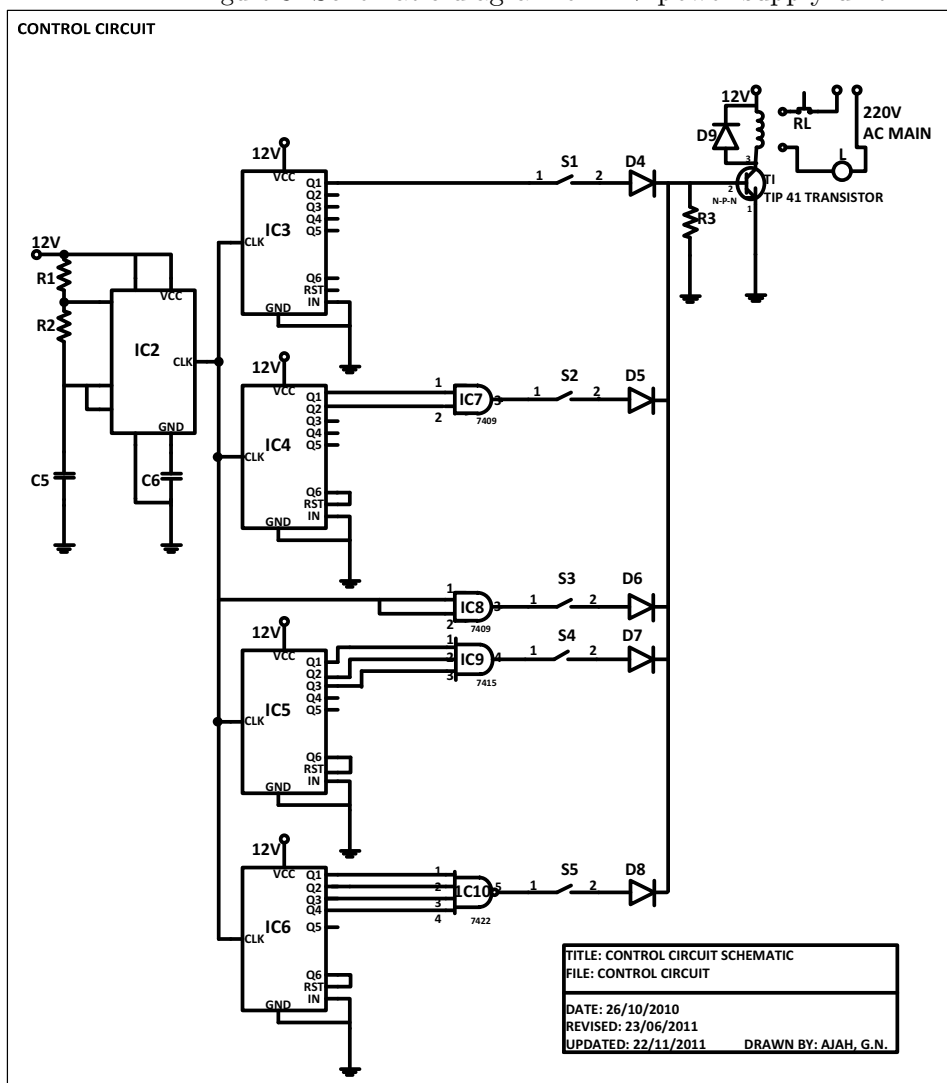 CONTROL CIRCUIT
12V
D9
RL
220V
AC MAIN
L
3
TI
2
N-P-N
1
TIP 41 TRANSISTOR
R3
12V
VCC
Q1
Q2
Q3
Q4
Q5
IC3
CLK
Q6
RST
IN
GND
1
S1
2
D4
12V
R1
R2
VCC
IC2
CLK
GND
C5
C6
12V
VCC
Q1
Q2
Q3
Q4
Q5
IC4
CLK
Q6
RST
IN
GND
1
2
IC7
3
7409
1
S2
2
D5
1
2
IC8
3
7409
1
S3
2
D6
12V
VCC
Q1
Q2
Q3
Q4
Q5
IC5
CLK
Q6
RST
IN
GND
1
2
3
IC9
4
7415
1
S4
2
D7
12V
VCC
Q1
Q2
Q3
Q4
Q5
IC6
CLK
Q6
RST
IN
GND
1
2
3
4
1C10
5
7422
1
S5
2
D8
TITLE: CONTROL CIRCUIT SCHEMATIC
FILE: CONTROL CIRCUIT
DATE: 26/10/2010
REVISED: 23/06/2011
UPDATED: 22/11/2011 DRAWN BY: AJAH, G.N.